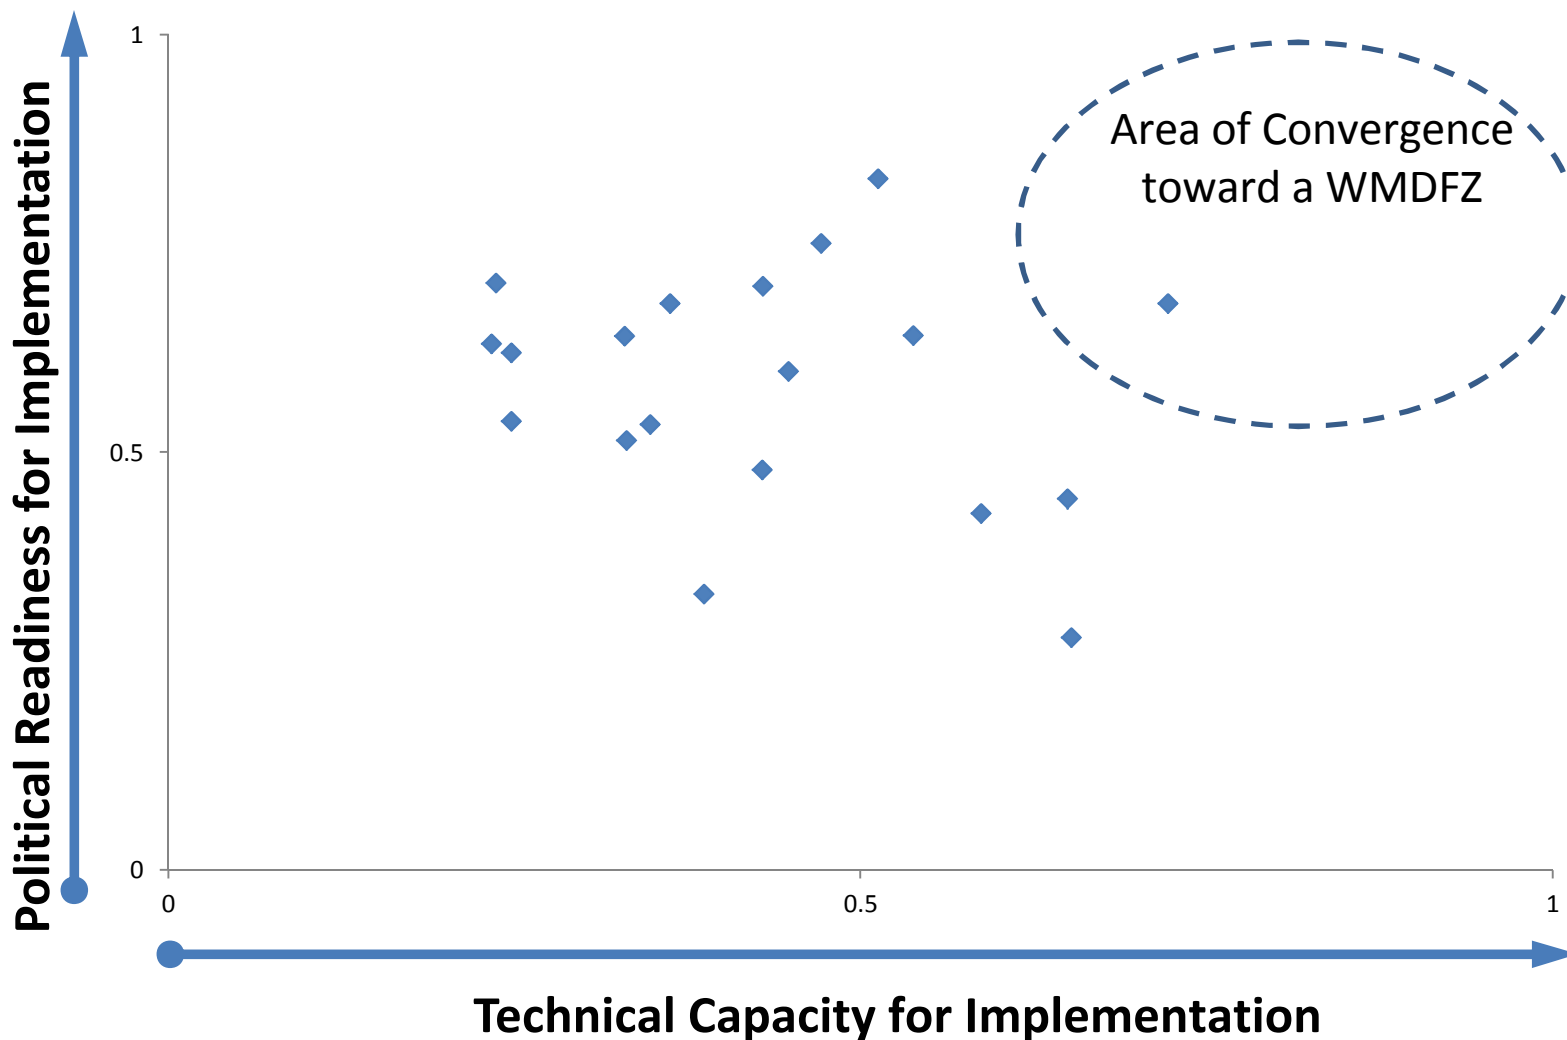 Political Readiness for Implementation
1
0.5
0
Area of Convergence
toward a WMDFZ
0
0.5
1
Technical Capacity for Implementation